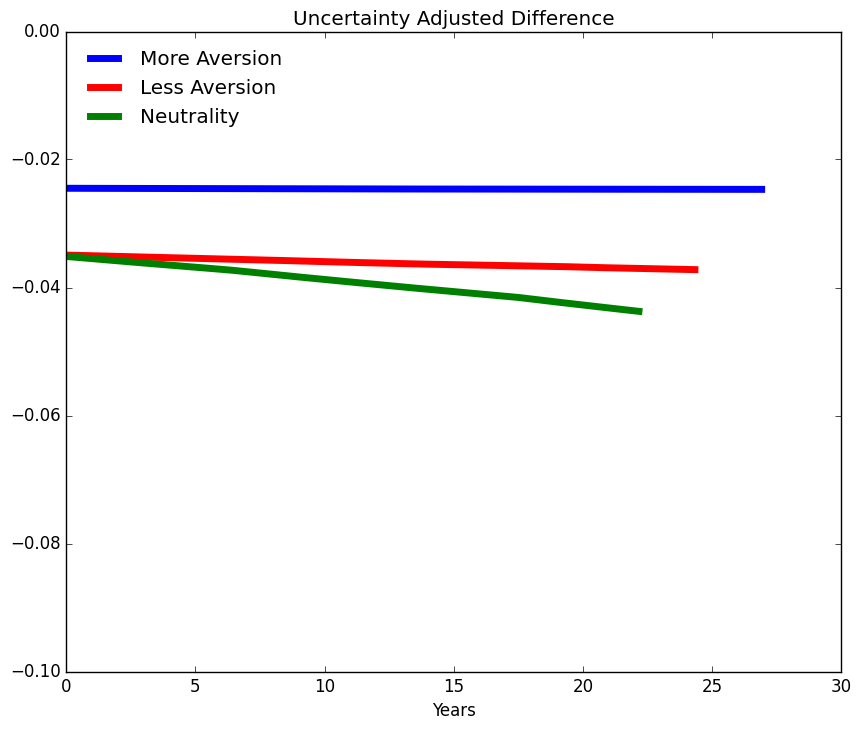 Uncertainty Adjusted Difference
0.00
More Aversion
Less Aversion
Neutrality
−0.02
−0.04
−0.06
−0.08
−0.10
0 5 10 15 20 25 30
Years